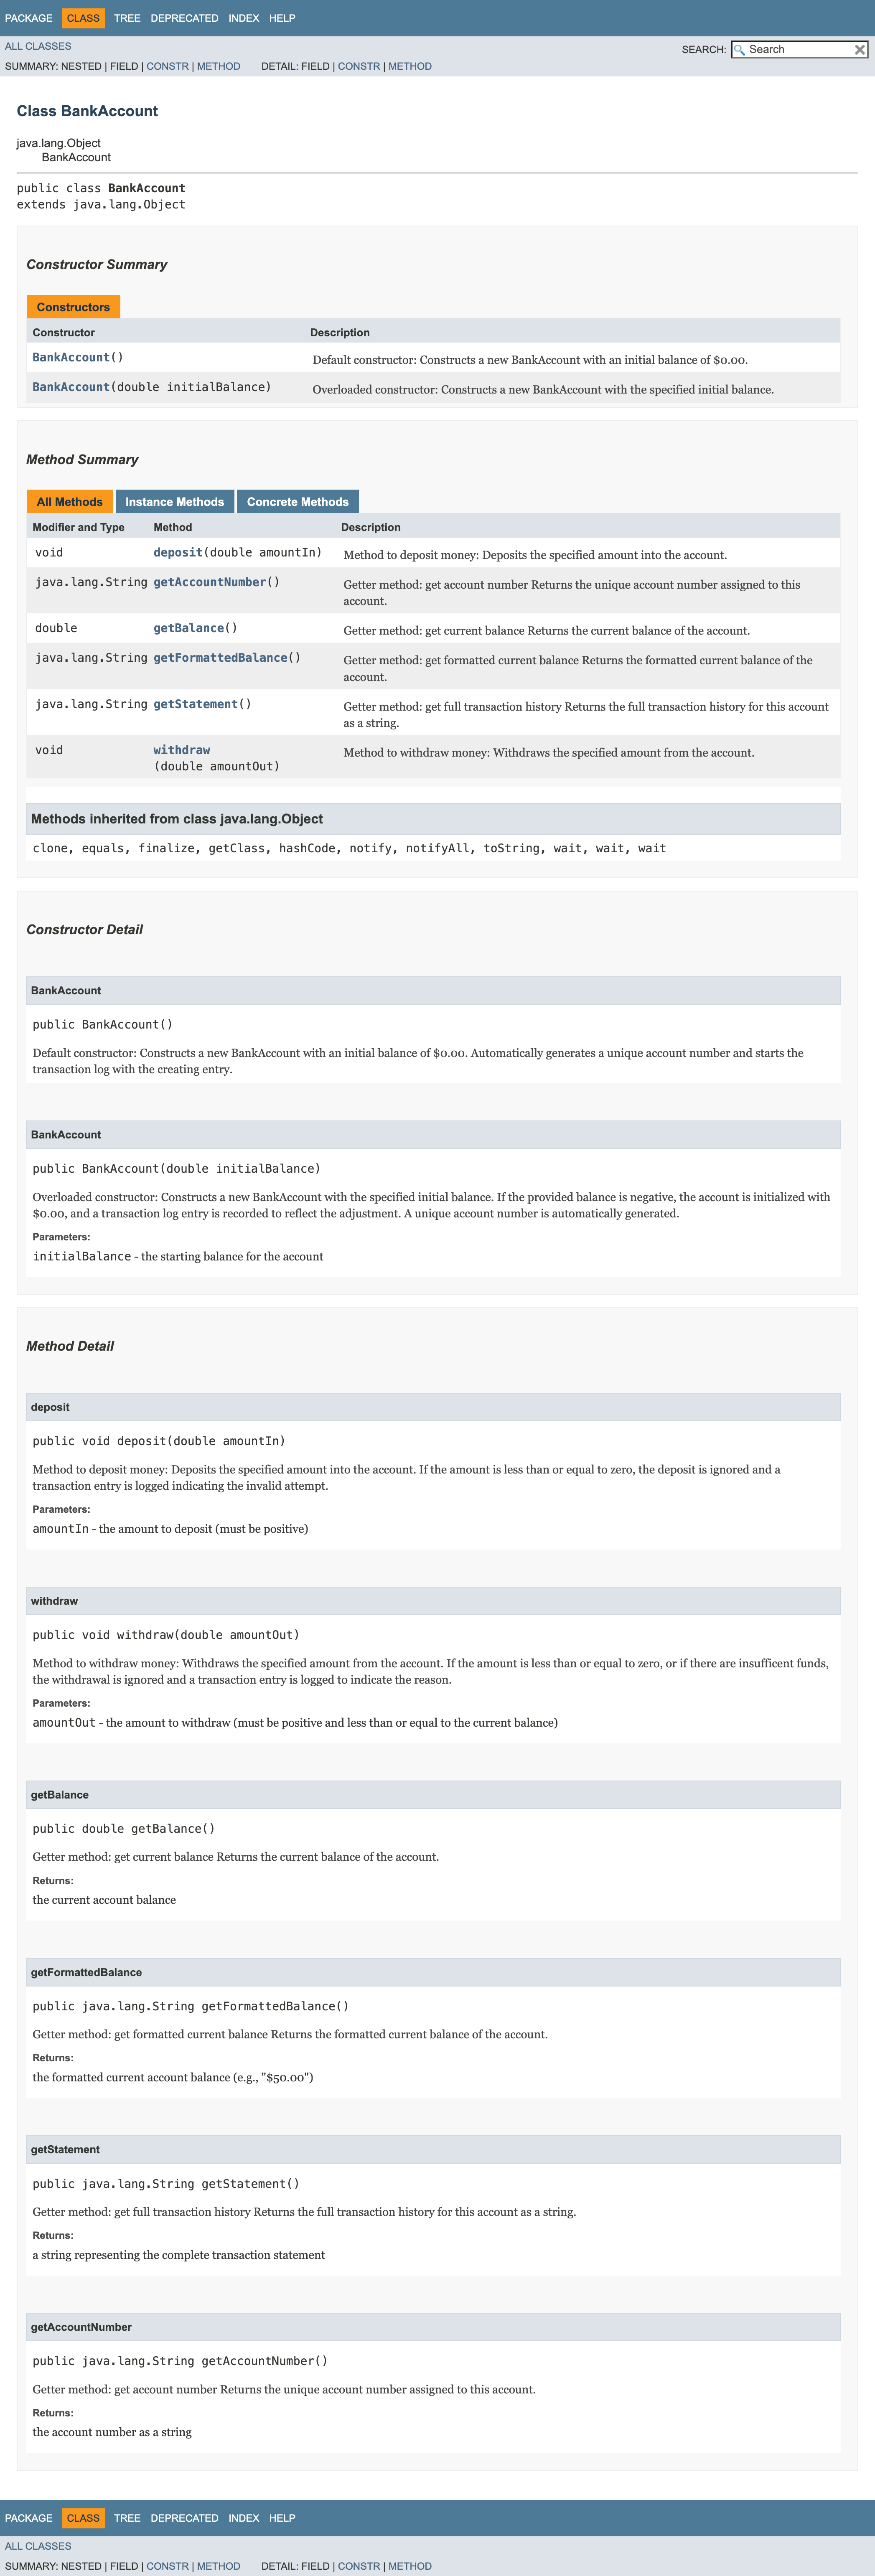 PACKAGE CLASS TREE DEPRECATED INDEX HELP
ALL CLASSES
SEARCH: Search
SUMMARY: NESTED | FIELD | CONSTR | METHOD DETAIL: FIELD | CONSTR | METHOD
Class BankAccount
java.lang.Object
BankAccount
public class BankAccount
extends java.lang.Object
Constructor Summary
Constructors
Constructor Description
BankAccount() Default constructor: Constructs a new BankAccount with an initial balance of $0.00.
BankAccount(double initialBalance) Overloaded constructor: Constructs a new BankAccount with the specified initial balance.
Method Summary
All Methods Instance Methods Concrete Methods
Modifier and Type Method Description
void deposit(double amountIn) Method to deposit money: Deposits the specified amount into the account.
java.lang.String getAccountNumber() Getter method: get account number Returns the unique account number assigned to this
account.
double getBalance() Getter method: get current balance Returns the current balance of the account.
java.lang.String getFormattedBalance() Getter method: get formatted current balance Returns the formatted current balance of the
account.
java.lang.String getStatement() Getter method: get full transaction history Returns the full transaction history for this account
as a string.
void withdraw Method to withdraw money: Withdraws the specified amount from the account.
(double amountOut)
Methods inherited from class java.lang.Object
clone, equals, finalize, getClass, hashCode, notify, notifyAll, toString, wait, wait, wait
Constructor Detail
BankAccount
public BankAccount()
Default constructor: Constructs a new BankAccount with an initial balance of $0.00. Automatically generates a unique account number and starts the
transaction log with the creating entry.
BankAccount
public BankAccount(double initialBalance)
Overloaded constructor: Constructs a new BankAccount with the specified initial balance. If the provided balance is negative, the account is initialized with
$0.00, and a transaction log entry is recorded to reflect the adjustment. A unique account number is automatically generated.
Parameters:
initialBalance - the starting balance for the account
Method Detail
deposit
public void deposit(double amountIn)
Method to deposit money: Deposits the specified amount into the account. If the amount is less than or equal to zero, the deposit is ignored and a
transaction entry is logged indicating the invalid attempt.
Parameters:
amountIn - the amount to deposit (must be positive)
withdraw
public void withdraw(double amountOut)
Method to withdraw money: Withdraws the specified amount from the account. If the amount is less than or equal to zero, or if there are insufficent funds,
the withdrawal is ignored and a transaction entry is logged to indicate the reason.
Parameters:
amountOut - the amount to withdraw (must be positive and less than or equal to the current balance)
getBalance
public double getBalance()
Getter method: get current balance Returns the current balance of the account.
Returns:
the current account balance
getFormattedBalance
public java.lang.String getFormattedBalance()
Getter method: get formatted current balance Returns the formatted current balance of the account.
Returns:
the formatted current account balance (e.g., "$50.00")
getStatement
public java.lang.String getStatement()
Getter method: get full transaction history Returns the full transaction history for this account as a string.
Returns:
a string representing the complete transaction statement
getAccountNumber
public java.lang.String getAccountNumber()
Getter method: get account number Returns the unique account number assigned to this account.
Returns:
the account number as a string
PACKAGE CLASS TREE DEPRECATED INDEX HELP
ALL CLASSES
SUMMARY: NESTED | FIELD | CONSTR | METHOD DETAIL: FIELD | CONSTR | METHOD